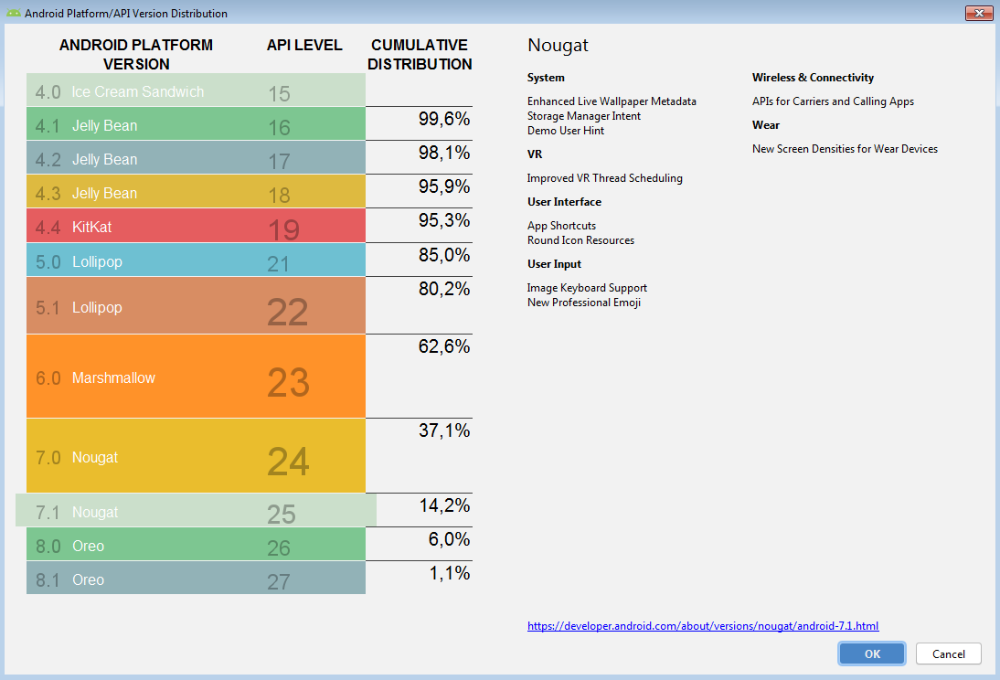 Android Platform/API Version Distribution
ANDROID PLATFORM VERSION
API LEVEL
CUMULATIVE DISTRIBUTION
4.0 Ice Cream Sandwich 15
99,6%
4.1 Jelly Bean 16
98,1%
4.2 Jelly Bean 17
95,9%
4.3 Jelly Bean 18
95,3%
4.4 KitKat 19
85,0%
5.0 Lollipop 21
80,2%
5.1 Lollipop 22
62,6%
6.0 Marshmallow 23
37,1%
7.0 Nougat 24
14,2%
7.1 Nougat 25
6,0%
8.0 Oreo 26
1,1%
8.1 Oreo 27
Nougat
System
Enhanced Live Wallpaper Metadata
Storage Manager Intent
Demo User Hint
VR
Improved VR Thread Scheduling
User Interface
App Shortcuts
Round Icon Resources
User Input
Image Keyboard Support
New Professional Emoji
Wireless & Connectivity
APIs for Carriers and Calling Apps
Wear
New Screen Densities for Wear Devices
https://developer.android.com/about/versions/nougat/android-7.1.html
OK
Cancel